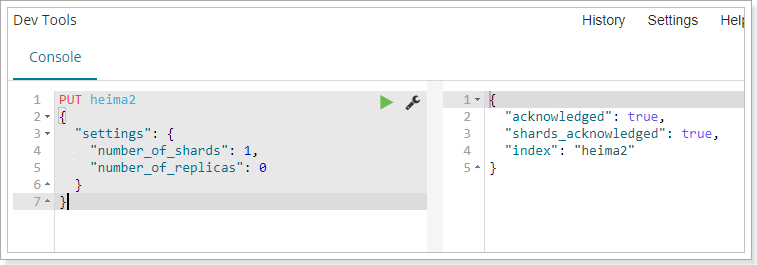 Dev Tools
History Settings Help
Console
1 PUT heima2
2 {
3 "settings": {
4 "number_of_shards": 1,
5 "number_of_replicas": 0
6 }
7 }
1 {
2 "acknowledged": true,
3 "shards_acknowledged": true,
4 "index": "heima2"
5 }